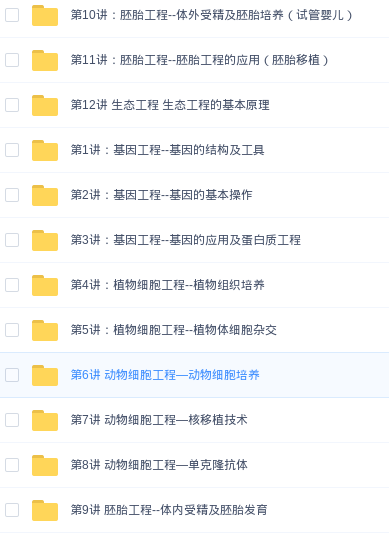 第10讲：胚胎工程--体外受精及胚胎培养（试管婴儿）
第11讲：胚胎工程--胚胎工程的应用（胚胎移植）
第12讲 生态工程 生态工程的基本原理
第1讲：基因工程--基因的结构及工具
第2讲：基因工程--基因的基本操作
第3讲：基因工程--基因的应用及蛋白质工程
第4讲：植物细胞工程--植物组织培养
第5讲：植物细胞工程--植物体细胞杂交
第6讲 动物细胞工程—动物细胞培养
第7讲 动物细胞工程—核移植技术
第8讲 动物细胞工程—单克隆抗体
第9讲 胚胎工程--体内受精及胚胎发育